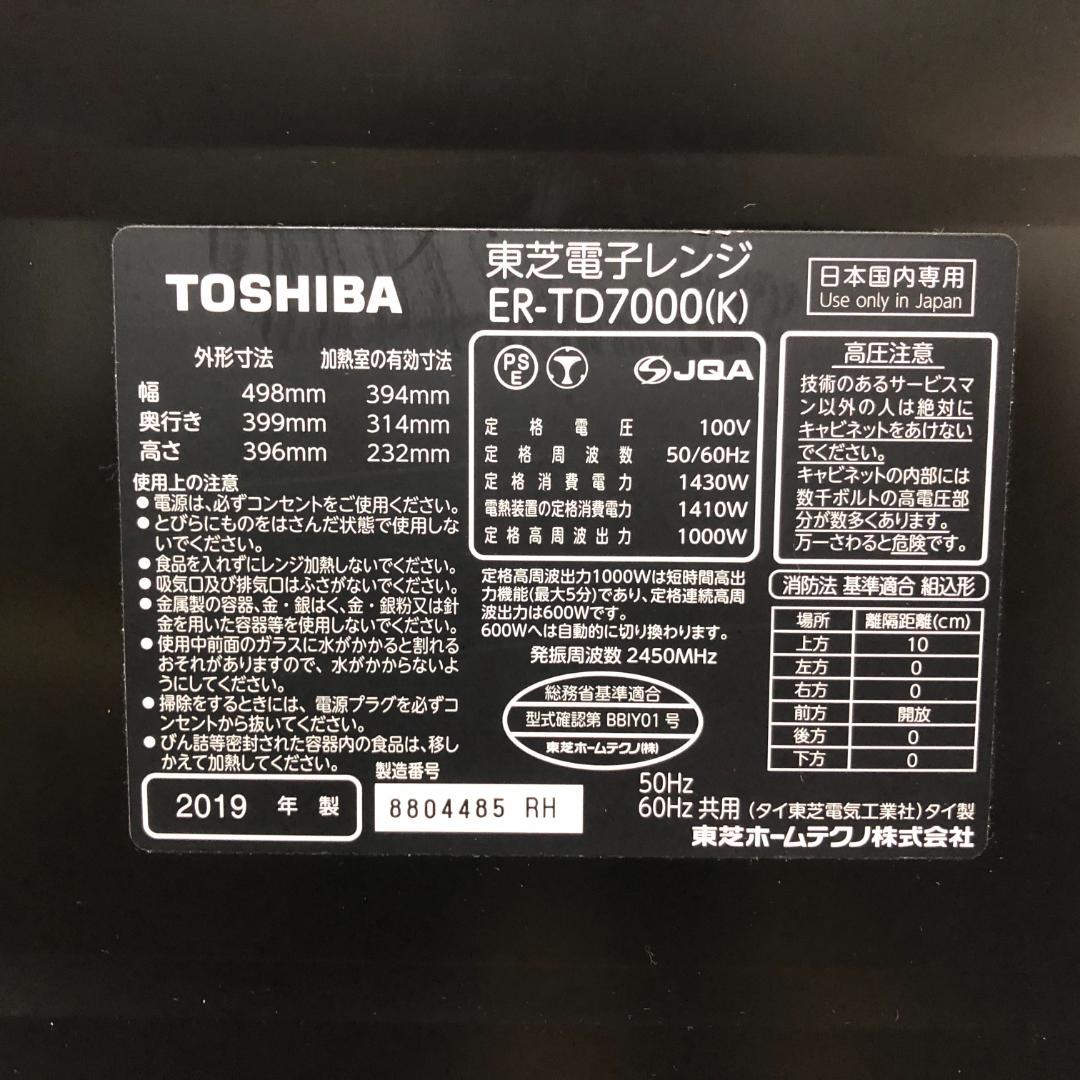 TOSHIBA
東芝電子レンジ
ER-TD7000(K)
日本国内専用
Use only in Japan
外形寸法 加熱室の有効寸法
幅 498mm 394mm
奥行き 399mm 314mm
高さ 396mm 232mm
使用上の注意
●電源は、必ずコンセントをご使用ください。
●とびらにものをはさんだ状態で使用しな
いでください。
●食品を入れずにレンジ加熱しないでください。
●吸気口及び排気口はふさがないでください。
●金属製の容器、金・銀はく、金・銀粉又は針
金を用いた容器等を使用しないでください。
●使用中前面のガラスに水がかかると割れる
おそれがありますので、水がかからないよ
うにしてください。
●掃除をするときには、電源プラグを必ずコ
ンセントから抜いてください。
●びん詰等密封された容器内の食品は、移し
かえて加熱してください。
2019 年 製
製造番号
8804485 RH
PS
E
JQA
定格電圧 100V
定格周波数 50/60Hz
定格消費電力 1430W
電熱装置の定格消費電力 1410W
定格高周波出力 1000W
定格高周波出力1000Wは短時間高出
力機能(最大5分)であり、定格連続高周
波出力は600Wです。
600Wへは自動的に切り換わります。
発振周波数 2450MHz
総務省基準適合
型式確認第 BBIY01 号
東芝ホームテクノ(株)
高圧注意
技術のあるサービスマ
ン以外の人は絶対に
キャビネットをあけない
でください。
キャビネットの内部には
数千ボルトの高電圧部
分が数多くあります。
万一さわると危険です。
消防法 基準適合 組込形
場所 離隔距離(cm)
上方 10
左方 0
右方 0
前方 開放
後方 0
下方 0
50Hz
60Hz 共用 (タイ東芝電気工業社)タイ製
東芝ホームテクノ株式会社